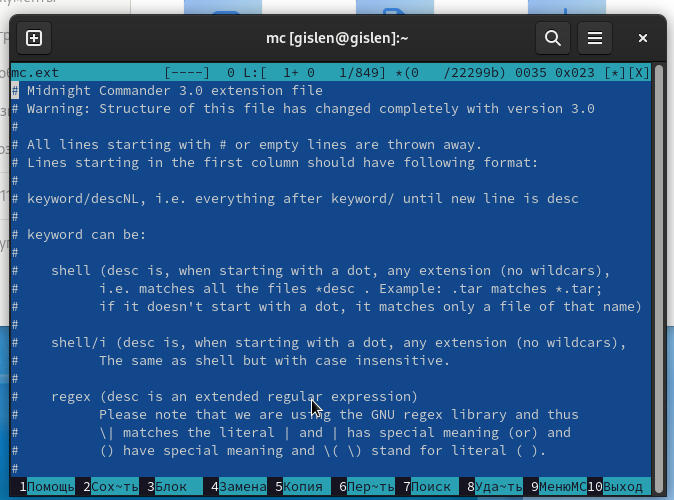 mc [gislen@gislen]:~
mc.ext [----] 0 L:[ 1+ 0 1/849] *(0 /22299b) 0035 0x023 [*][X]
# Midnight Commander 3.0 extension file
# Warning: Structure of this file has changed completely with version 3.0
#
# All lines starting with # or empty lines are thrown away.
# Lines starting in the first column should have following format:
#
# keyword/descNL, i.e. everything after keyword/ until new line is desc
#
# keyword can be:
#
# shell (desc is, when starting with a dot, any extension (no wildcars),
# i.e. matches all the files *desc . Example: .tar matches *.tar;
# if it doesn't start with a dot, it matches only a file of that name)
#
# shell/i (desc is, when starting with a dot, any extension (no wildcars),
# The same as shell but with case insensitive.
#
# regex (desc is an extended regular expression)
# Please note that we are using the GNU regex library and thus
# \| matches the literal | and | has special meaning (or) and
# () have special meaning and \( \) stand for literal ( ).
#
1Помощь 2Сох~ть 3Блок 4Замена 5Копия 6Пер~ть 7Поиск 8Уда~ть 9МенюМС 10Выход